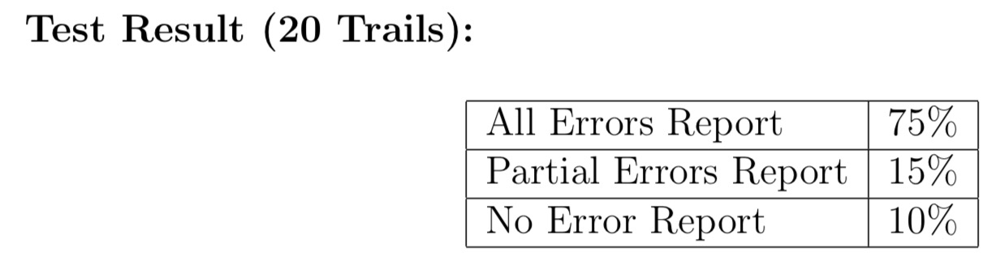 Test Result (20 Trails):
All Errors Report 75%
Partial Errors Report 15%
No Error Report 10%